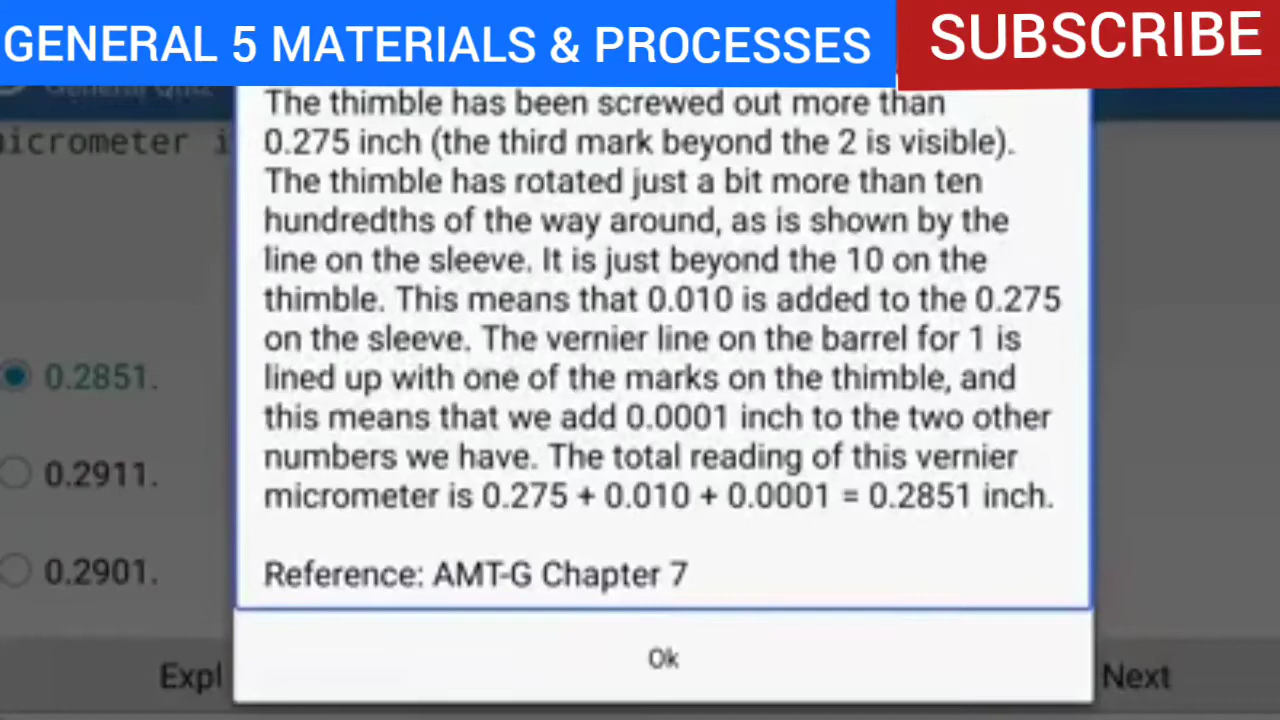 GENERAL 5 MATERIALS & PROCESSES
SUBSCRIBE
The thimble has been screwed out more than
0.275 inch (the third mark beyond the 2 is visible).
The thimble has rotated just a bit more than ten
hundredths of the way around, as is shown by the
line on the sleeve. It is just beyond the 10 on the
thimble. This means that 0.010 is added to the 0.275
on the sleeve. The vernier line on the barrel for 1 is
lined up with one of the marks on the thimble, and
this means that we add 0.0001 inch to the two other
numbers we have. The total reading of this vernier
micrometer is 0.275 + 0.010 + 0.0001 = 0.2851 inch.
Reference: AMT-G Chapter 7
Ok
icrometer i
0.2851.
0.2911.
0.2901.
Expl
Next